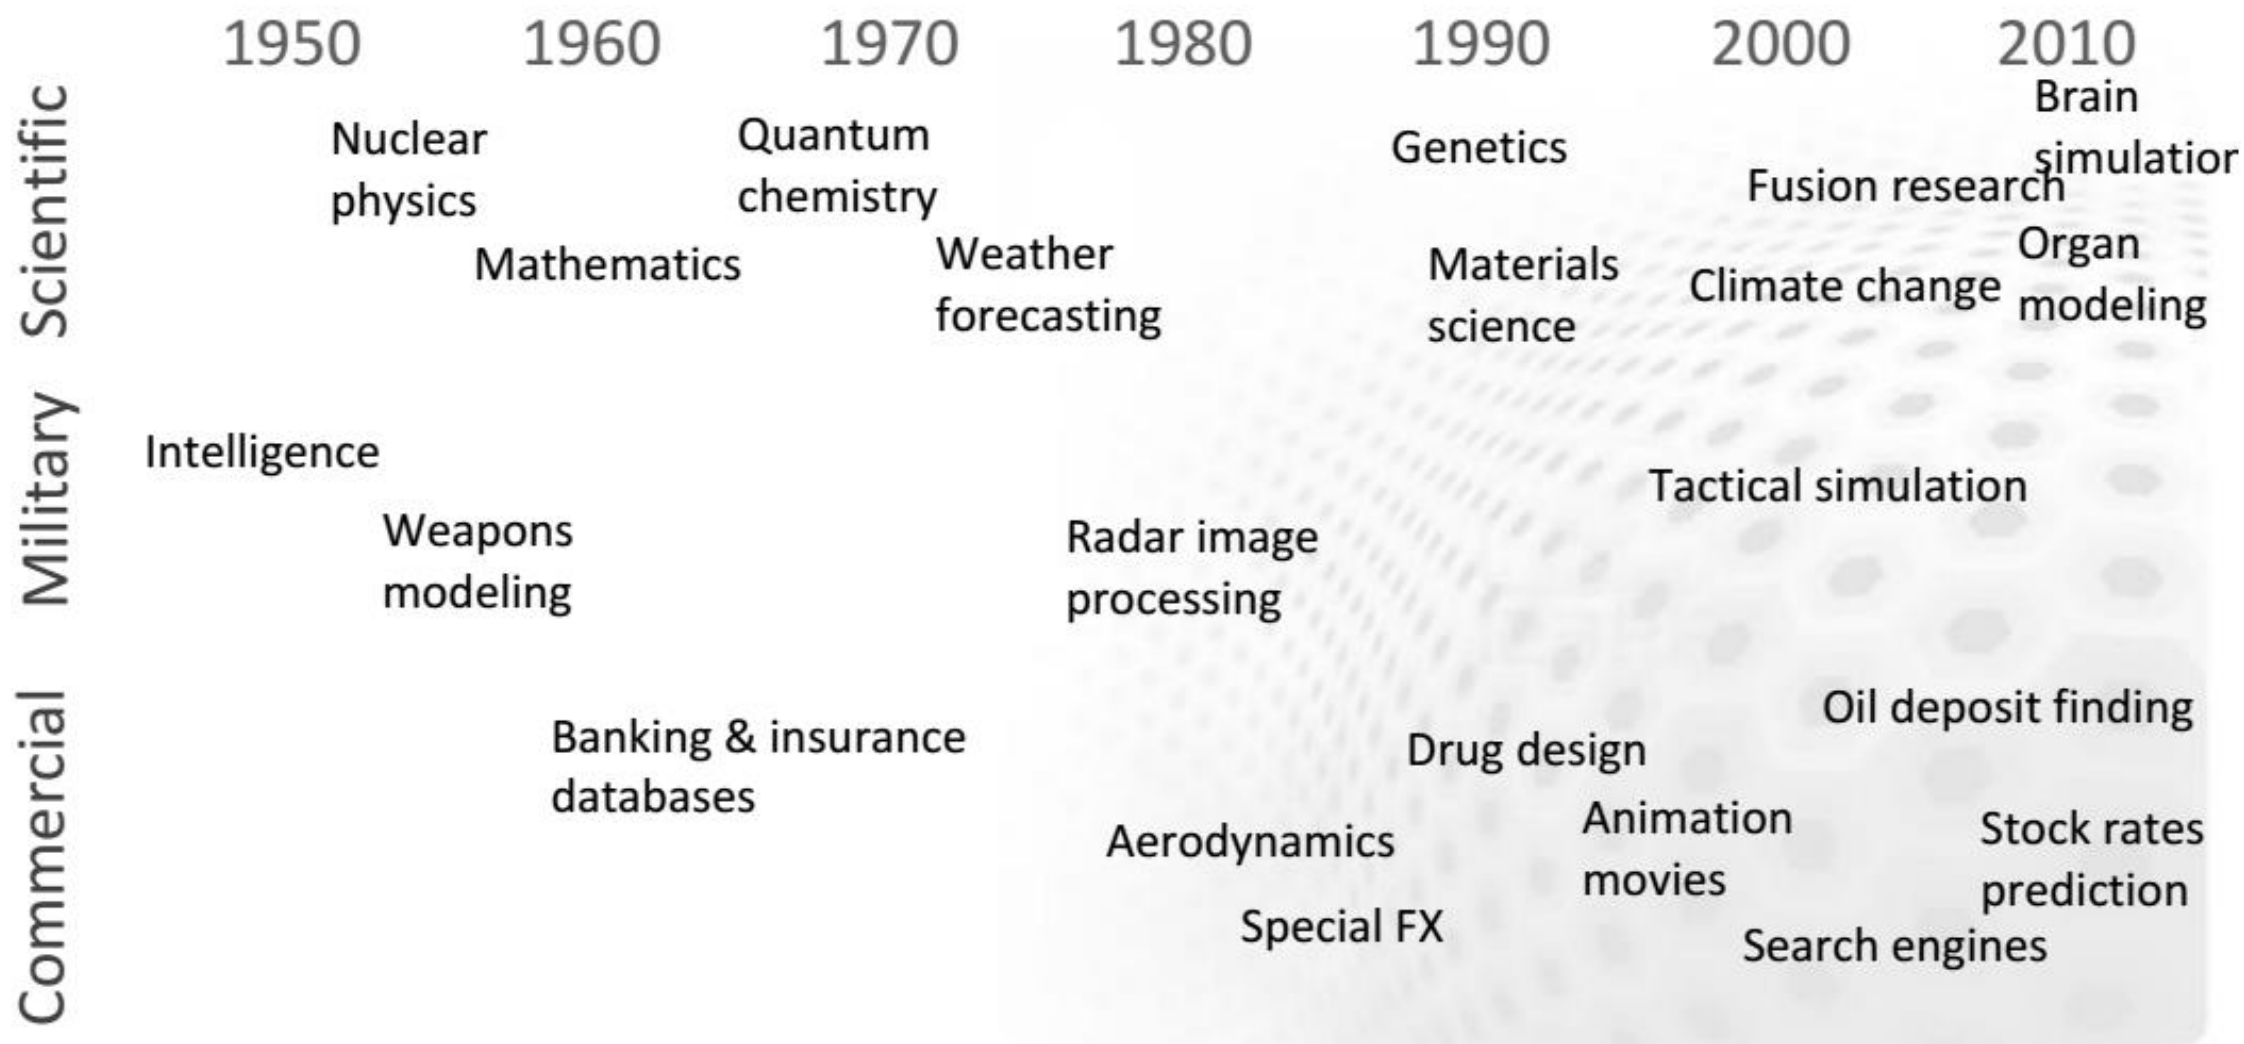 1950 1960 1970 1980 1990 2000 2010
Scientific
Nuclear
physics
Mathematics
Quantum
chemistry
Weather
forecasting
Genetics
Materials
science
Fusion research
Climate change
Brain
simulation
Organ
modeling
Military
Intelligence
Weapons
modeling
Radar image
processing
Tactical simulation
Commercial
Banking & insurance
databases
Aerodynamics
Special FX
Drug design
Animation
movies
Oil deposit finding
Search engines
Stock rates
prediction